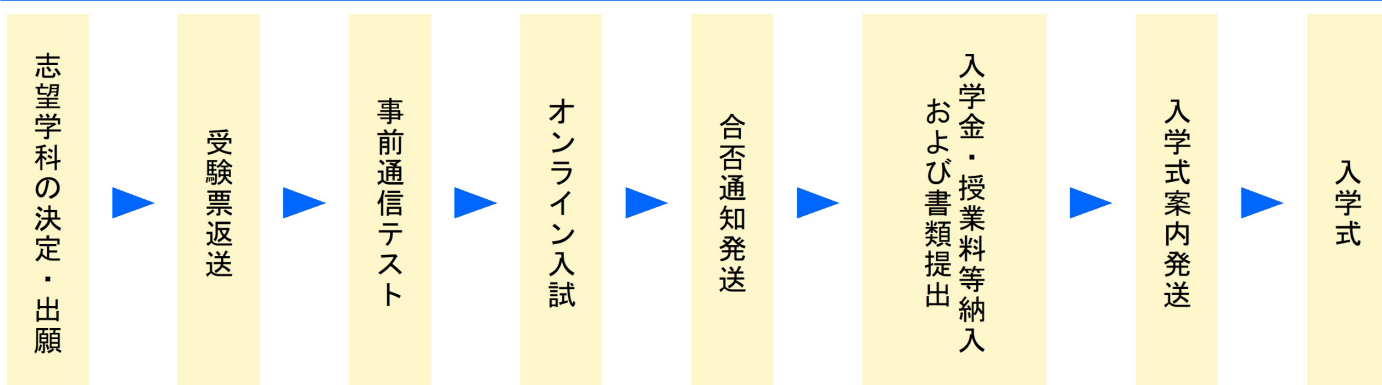 志望学科の決定・出願
受験票返送
事前通信テスト
オンライン入試
合否通知発送
入学金・授業料等納入
および書類提出
入学式案内発送
入学式